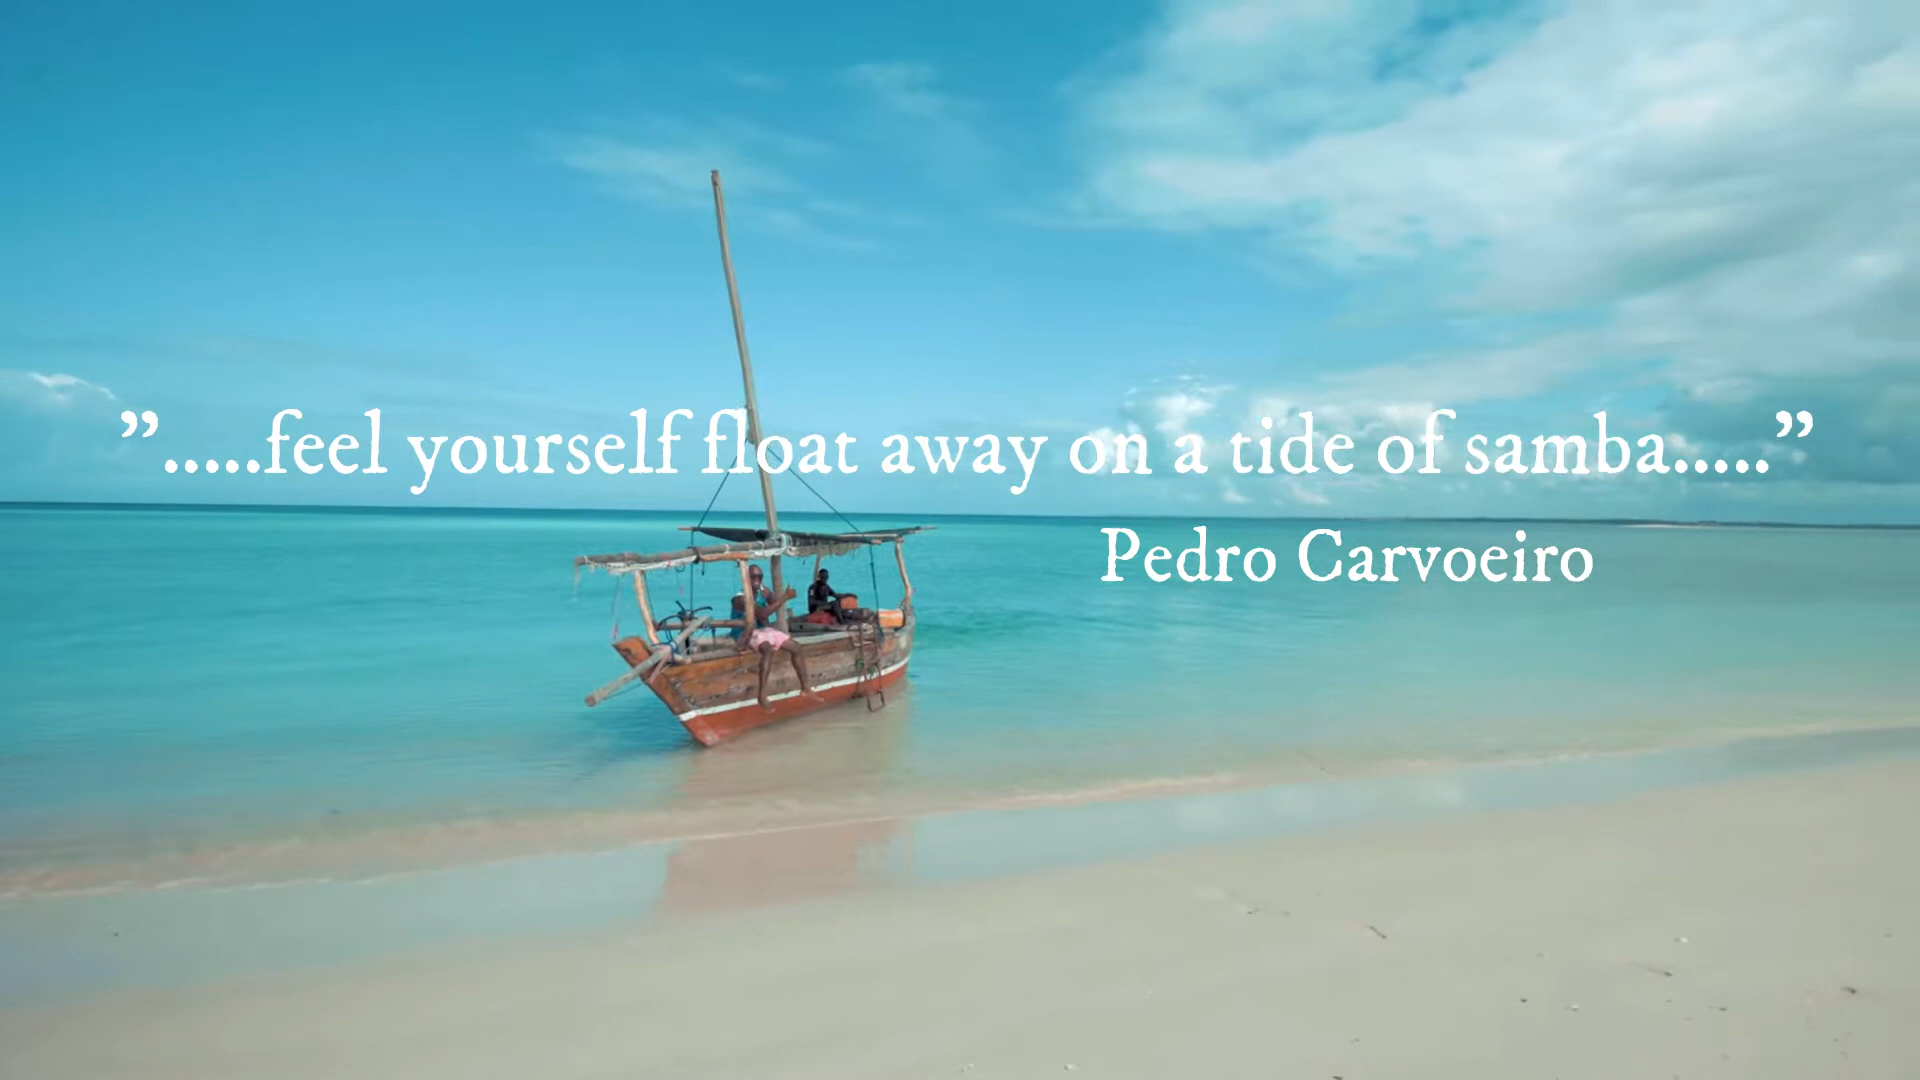 ”.....feel yourself float away on a tide of samba.....”
Pedro Carvoeiro